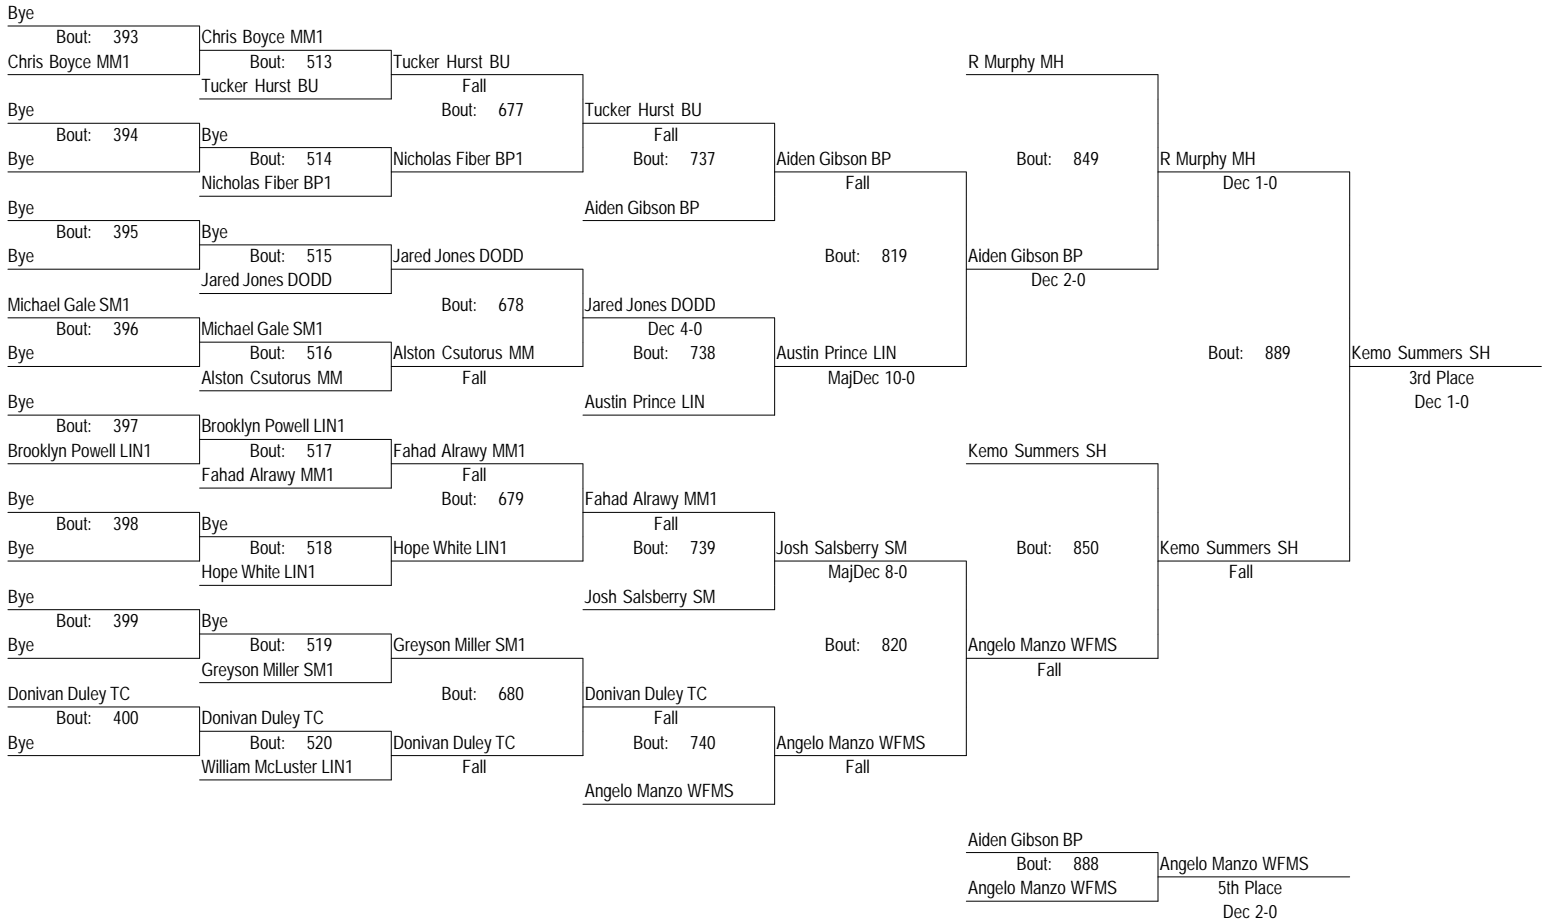 Bye
Bout: 393
Chris Boyce MM1
Chris Boyce MM1
Bout: 513
Tucker Hurst BU
Tucker Hurst BU
Fall
Bout: 677
Bye
Bout: 394
Bye
Bye
Bout: 514
Nicholas Fiber BP1
Nicholas Fiber BP1
Tucker Hurst BU
Fall
Bout: 737
Aiden Gibson BP
Aiden Gibson BP
Fall
Bout: 819
Bye
Bout: 395
Bye
Bye
Bout: 515
Jared Jones DODD
Jared Jones DODD
Bout: 678
Michael Gale SM1
Bout: 396
Bye
Michael Gale SM1
Bout: 516
Alston Csutorus MM
Alston Csutorus MM
Fall
Jared Jones DODD
Dec 4-0
Bout: 738
Austin Prince LIN
Austin Prince LIN
MajDec 10-0
R Murphy MH
Bout: 849
Aiden Gibson BP
Dec 2-0
R Murphy MH
Dec 1-0
Bout: 889
Kemo Summers SH
3rd Place
Dec 1-0
Bye
Bout: 397
Brooklyn Powell LIN1
Brooklyn Powell LIN1
Bout: 517
Fahad Alrawy MM1
Fahad Alrawy MM1
Fall
Bout: 679
Bye
Bout: 398
Bye
Bye
Bout: 518
Hope White LIN1
Hope White LIN1
Fahad Alrawy MM1
Fall
Bout: 739
Josh Salsberry SM
Josh Salsberry SM
MajDec 8-0
Bout: 820
Bye
Bout: 399
Bye
Bye
Bout: 519
Greyson Miller SM1
Greyson Miller SM1
Bout: 680
Donivan Duley TC
Bout: 400
Bye
Donivan Duley TC
Bout: 520
William McLuster LIN1
Donivan Duley TC
Fall
Donivan Duley TC
Fall
Bout: 740
Angelo Manzo WFMS
Angelo Manzo WFMS
Fall
Kemo Summers SH
Bout: 850
Angelo Manzo WFMS
Fall
Kemo Summers SH
Fall
Aiden Gibson BP
Bout: 888
Angelo Manzo WFMS
Angelo Manzo WFMS
5th Place
Dec 2-0